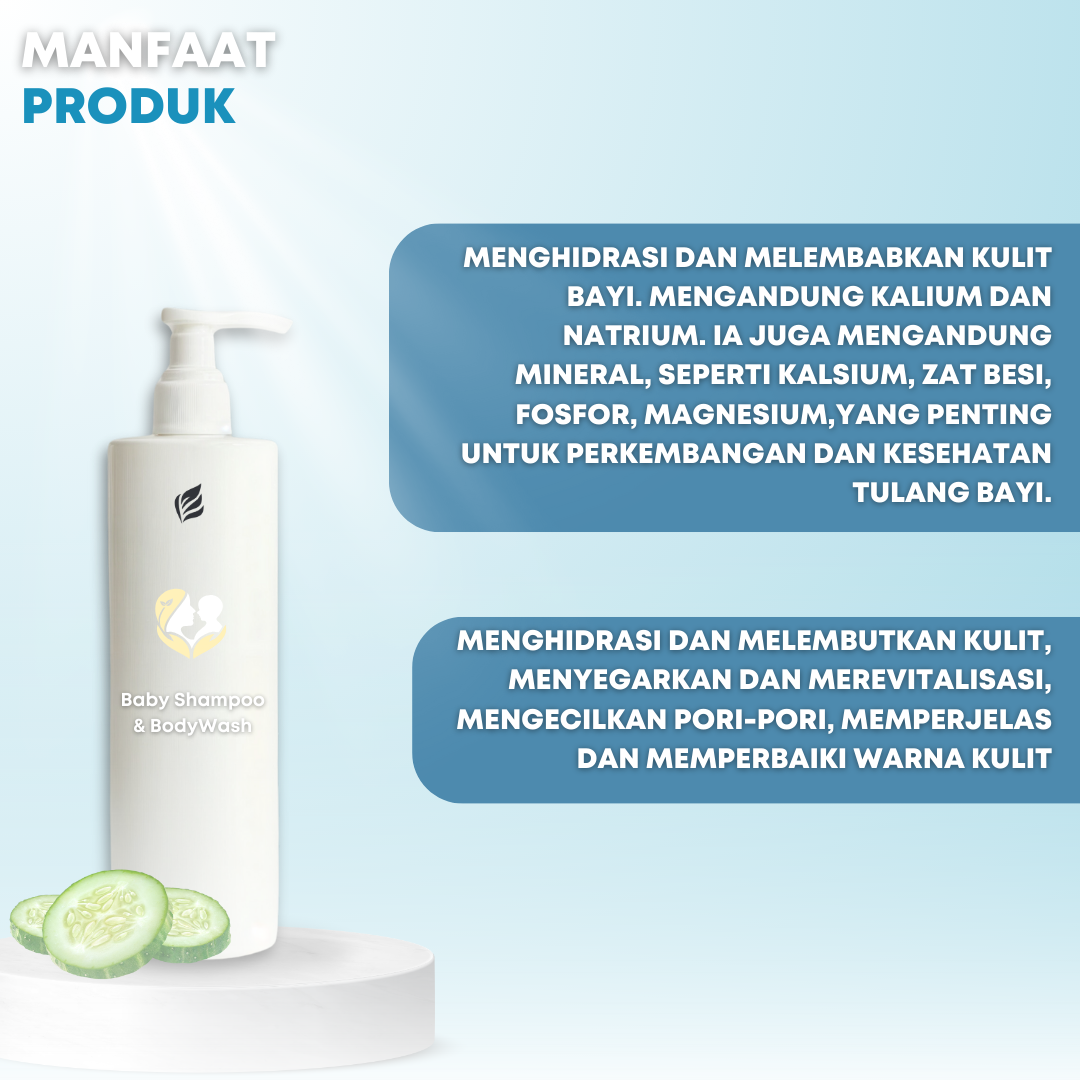 MANFAAT
PRODUK
MENGHIDRASI DAN MELEMBABKAN KULIT
BAYI. MENGANDUNG KALIUM DAN
NATRIUM. IA JUGA MENGANDUNG
MINERAL, SEPERTI KALSIUM, ZAT BESI,
FOSFOR, MAGNESIUM,YANG PENTING
UNTUK PERKEMBANGAN DAN KESEHATAN
TULANG BAYI.
MENGHIDRASI DAN MELEMBUTKAN KULIT,
MENYEGARKAN DAN MEREVITALISASI,
MENGECILKAN PORI-PORI, MEMPERJELAS
DAN MEMPERBAIKI WARNA KULIT
Baby Shampoo
& BodyWash